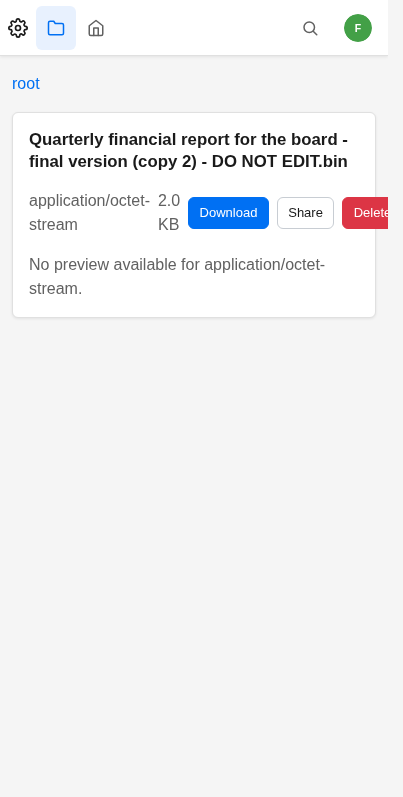 F
root
Quarterly financial report for the board -
final version (copy 2) - DO NOT EDIT.bin
application/octet-
stream
2.0
KB
Download
Share
Delete
No preview available for application/octet-
stream.